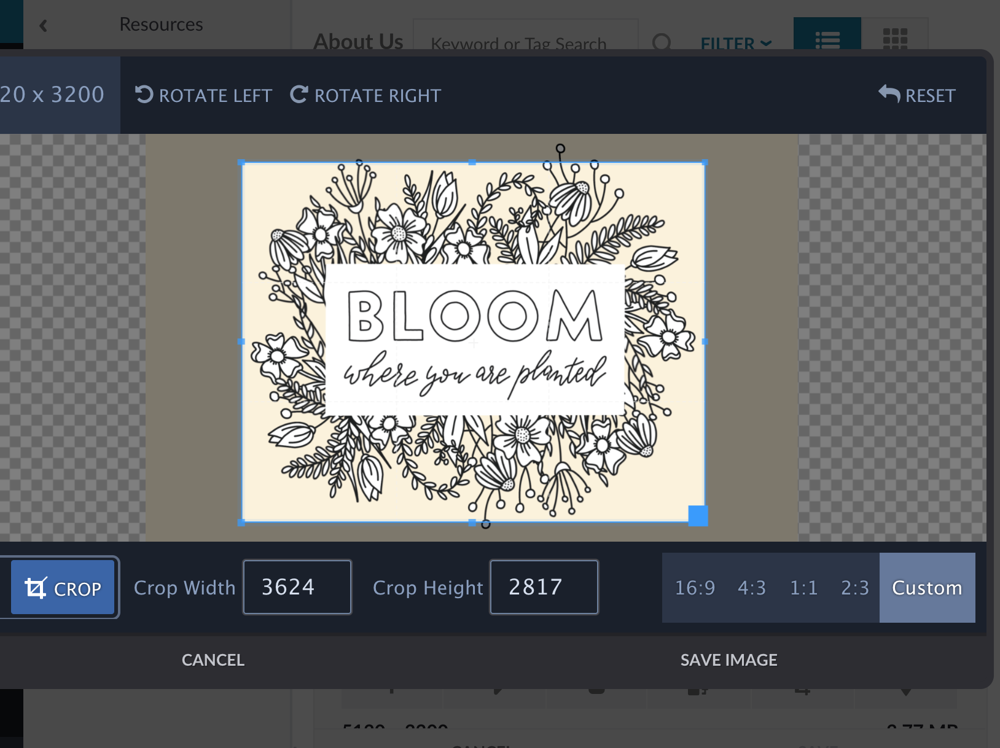 Resources
About Us
Keyword or Tag Search
FILTER
20 x 3200
ROTATE LEFT
ROTATE RIGHT
RESET
BLOOM
where you are planted
CROP
Crop Width
3624
Crop Height
2817
16:9
4:3
1:1
2:3
Custom
CANCEL
SAVE IMAGE